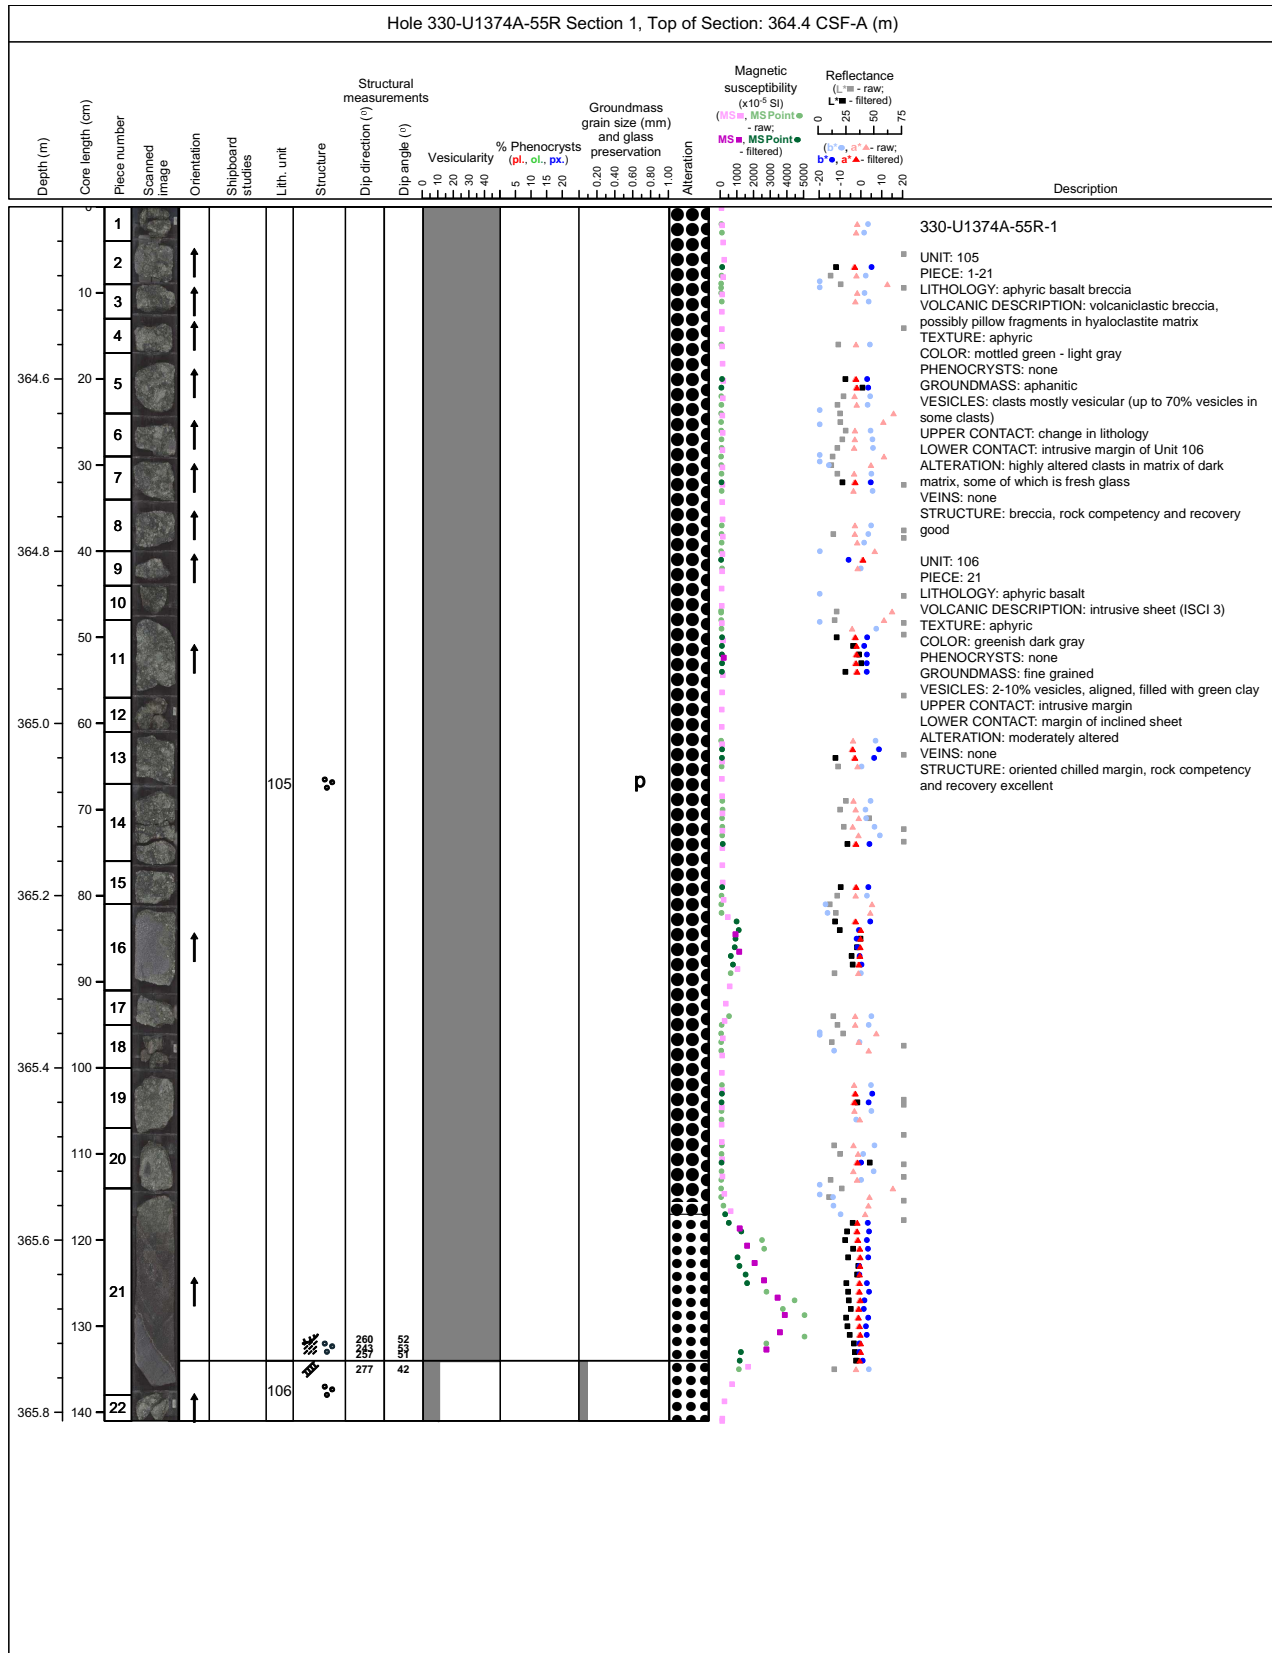 Hole 330-U1374A-55R Section 1, Top of Section: 364.4 CSF-A (m)
Depth (m)
Core length (cm)
Piece number
Scanned
image
Orientation
Shipboard
studies
Lith. unit
Structure
Structural
measurements
Dip direction (º)
Dip angle (º)
Vesicularity
0 10 20 30 40
% Phenocrysts
(pl., ol., px.)
5 10 15 20
Groundmass
grain size (mm)
and glass
preservation
0.20 0.40 0.60 0.80 1.00
Alteration
Magnetic
susceptibility
(x10⁻⁵ SI)
(MS■, MSPoint●
- raw;
MS■, MSPoint●
- filtered)
0 1000 2000 3000 4000 5000
Reflectance
(L*■ - raw;
L*■ - filtered)
0 25 50 75
(b*●, a*▲- raw;
b*●, a*▲-filtered)
-20 -10 0 10 20
Description
364.6
364.8
365.0
365.2
365.4
365.6
365.8
0
10
20
30
40
50
60
70
80
90
100
110
120
130
140
1
2
3
4
5
6
7
8
9
10
11
12
13
14
15
16
17
18
19
20
21
22
105
p
260 52
243 53
257 51
277 42
106
330-U1374A-55R-1
UNIT: 105
PIECE: 1-21
LITHOLOGY: aphyric basalt breccia
VOLCANIC DESCRIPTION: volcaniclastic breccia,
possibly pillow fragments in hyaloclastite matrix
TEXTURE: aphyric
COLOR: mottled green - light gray
PHENOCRYSTS: none
GROUNDMASS: aphanitic
VESICLES: clasts mostly vesicular (up to 70% vesicles in
some clasts)
UPPER CONTACT: change in lithology
LOWER CONTACT: intrusive margin of Unit 106
ALTERATION: highly altered clasts in matrix of dark
matrix, some of which is fresh glass
VEINS: none
STRUCTURE: breccia, rock competency and recovery
good
UNIT: 106
PIECE: 21
LITHOLOGY: aphyric basalt
VOLCANIC DESCRIPTION: intrusive sheet (ISCI 3)
TEXTURE: aphyric
COLOR: greenish dark gray
PHENOCRYSTS: none
GROUNDMASS: fine grained
VESICLES: 2-10% vesicles, aligned, filled with green clay
UPPER CONTACT: intrusive margin
LOWER CONTACT: margin of inclined sheet
ALTERATION: moderately altered
VEINS: none
STRUCTURE: oriented chilled margin, rock competency
and recovery excellent